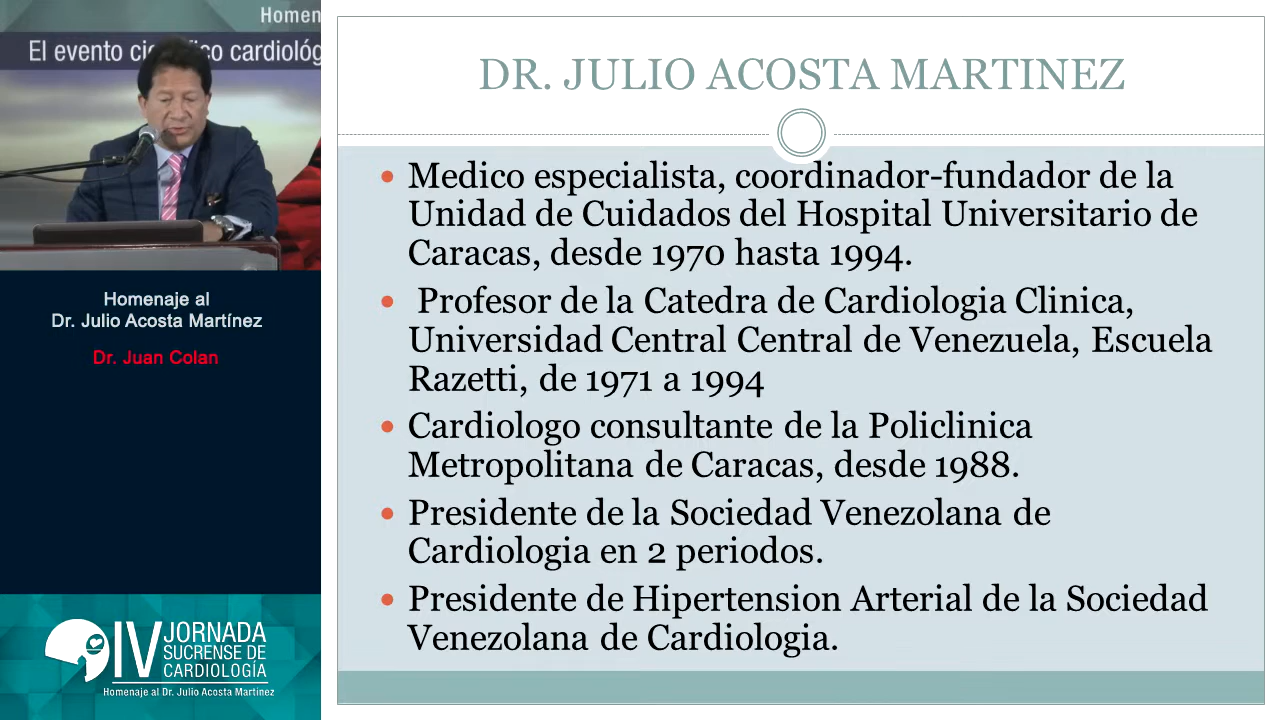 Homen
El evento ci fico cardiológ
Homenaje al
Dr. Julio Acosta Martínez
Dr. Juan Colan
IV JORNADA
SUCRENSE DE
CARDIOLOGÍA
Homenaje al Dr. Julio Acosta Martínez
DR. JULIO ACOSTA MARTINEZ
• Medico especialista, coordinador-fundador de la
Unidad de Cuidados del Hospital Universitario de
Caracas, desde 1970 hasta 1994.
• Profesor de la Catedra de Cardiologia Clinica,
Universidad Central Central de Venezuela, Escuela
Razetti, de 1971 a 1994
• Cardiologo consultante de la Policlinica
Metropolitana de Caracas, desde 1988.
• Presidente de la Sociedad Venezolana de
Cardiologia en 2 periodos.
• Presidente de Hipertension Arterial de la Sociedad
Venezolana de Cardiologia.